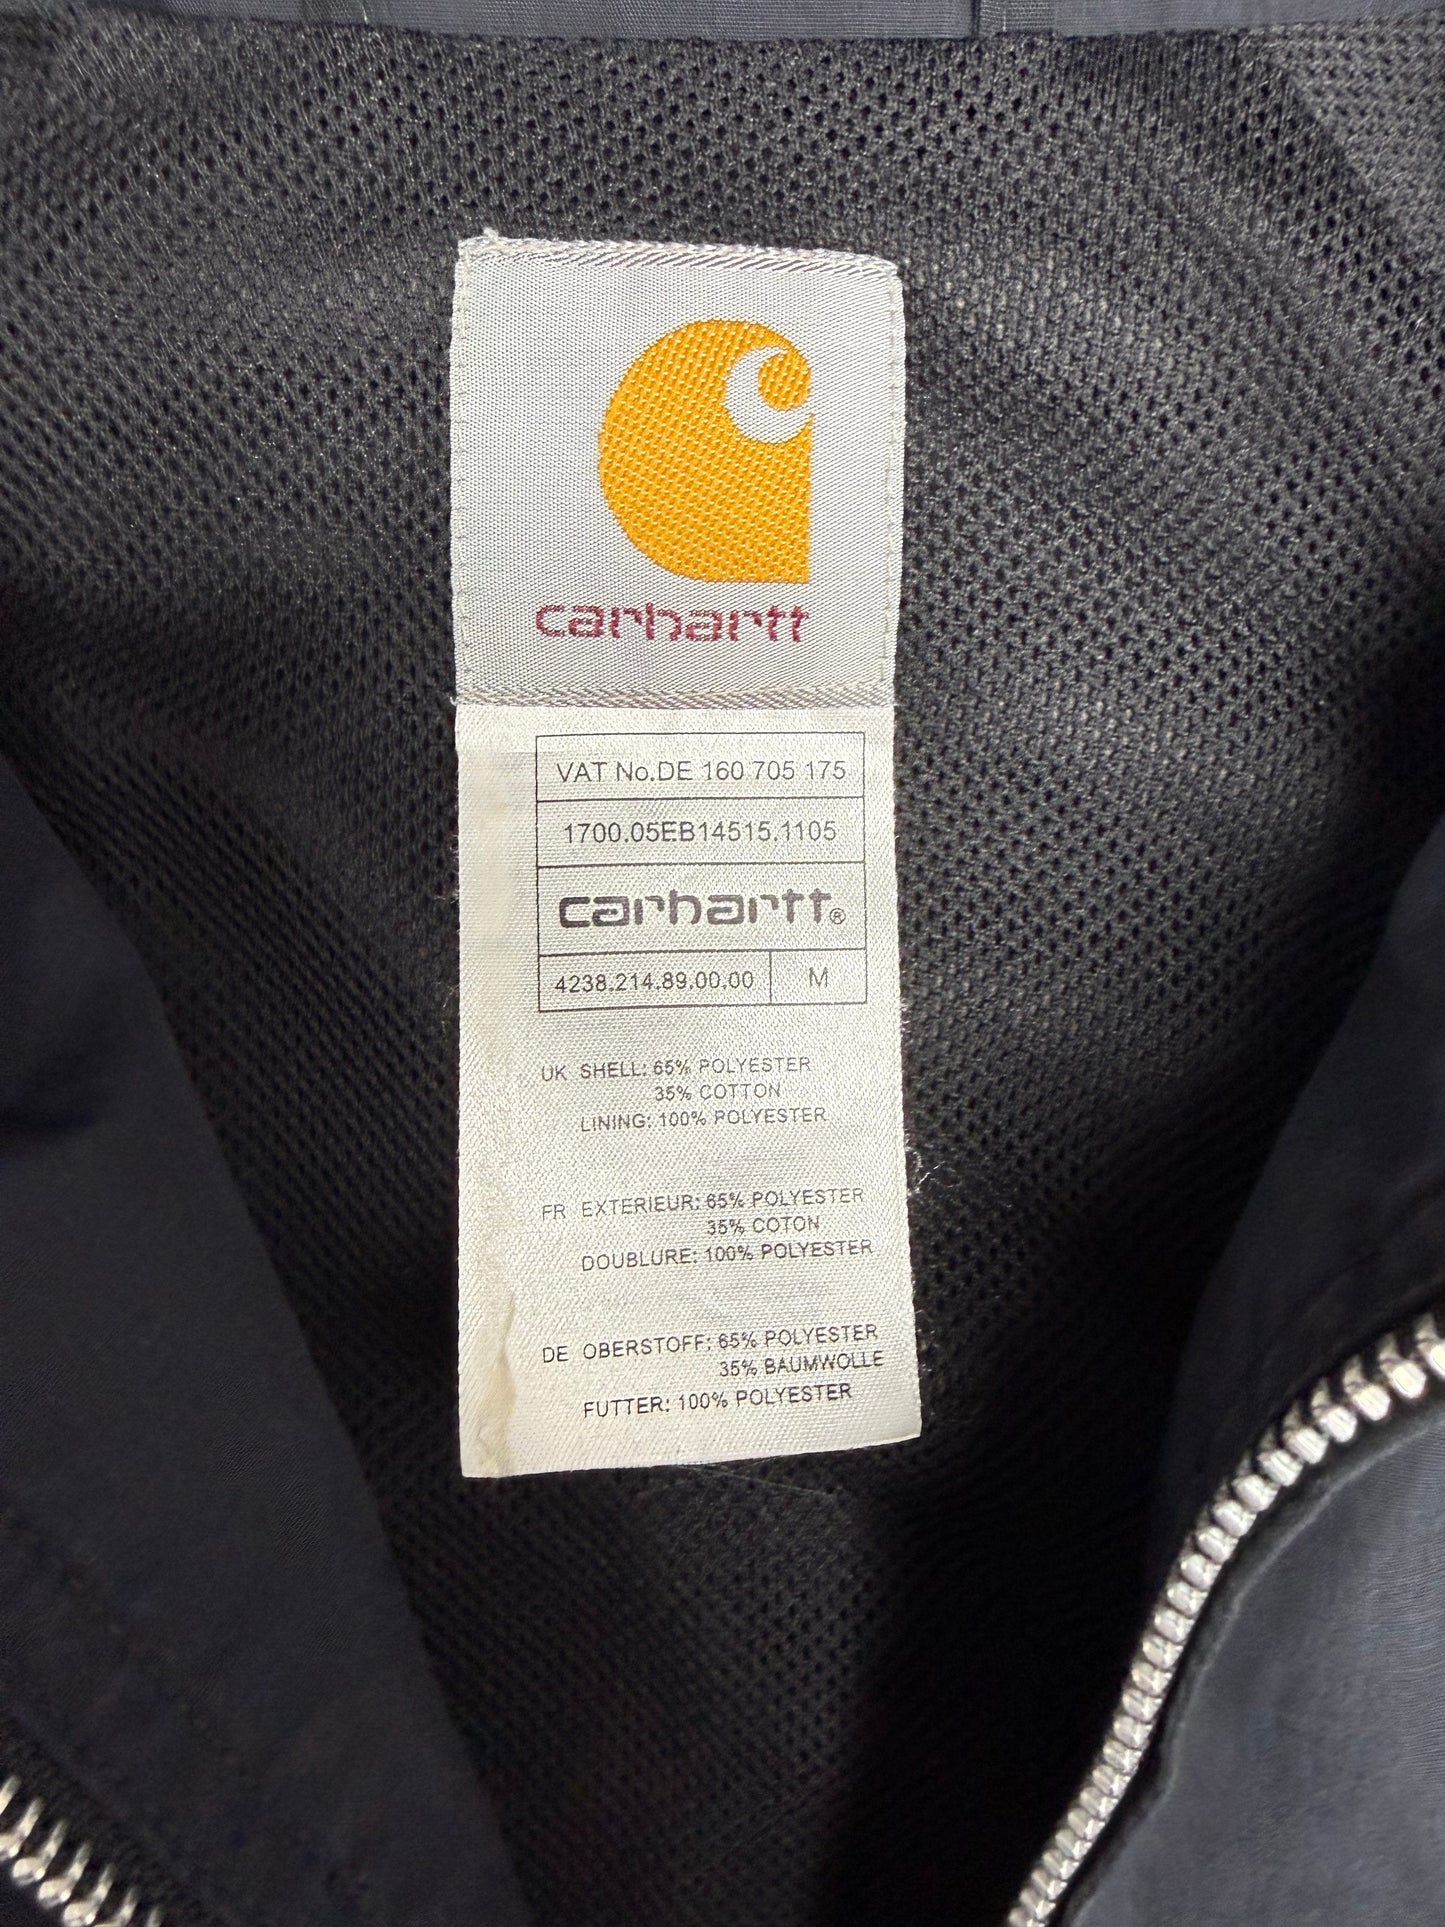 carhartt
VAT No.DE 160 705 175
1700.05EB14515.1105
carhartt®
4238.214.89.00.00 M
UK SHELL: 65% POLYESTER
35% COTTON
LINING: 100% POLYESTER
FR EXTERIEUR: 65% POLYESTER
35% COTON
DOUBLURE: 100% POLYESTER
DE OBERSTOFF: 65% POLYESTER
35% BAUMWOLLE
FUTTER: 100% POLYESTER